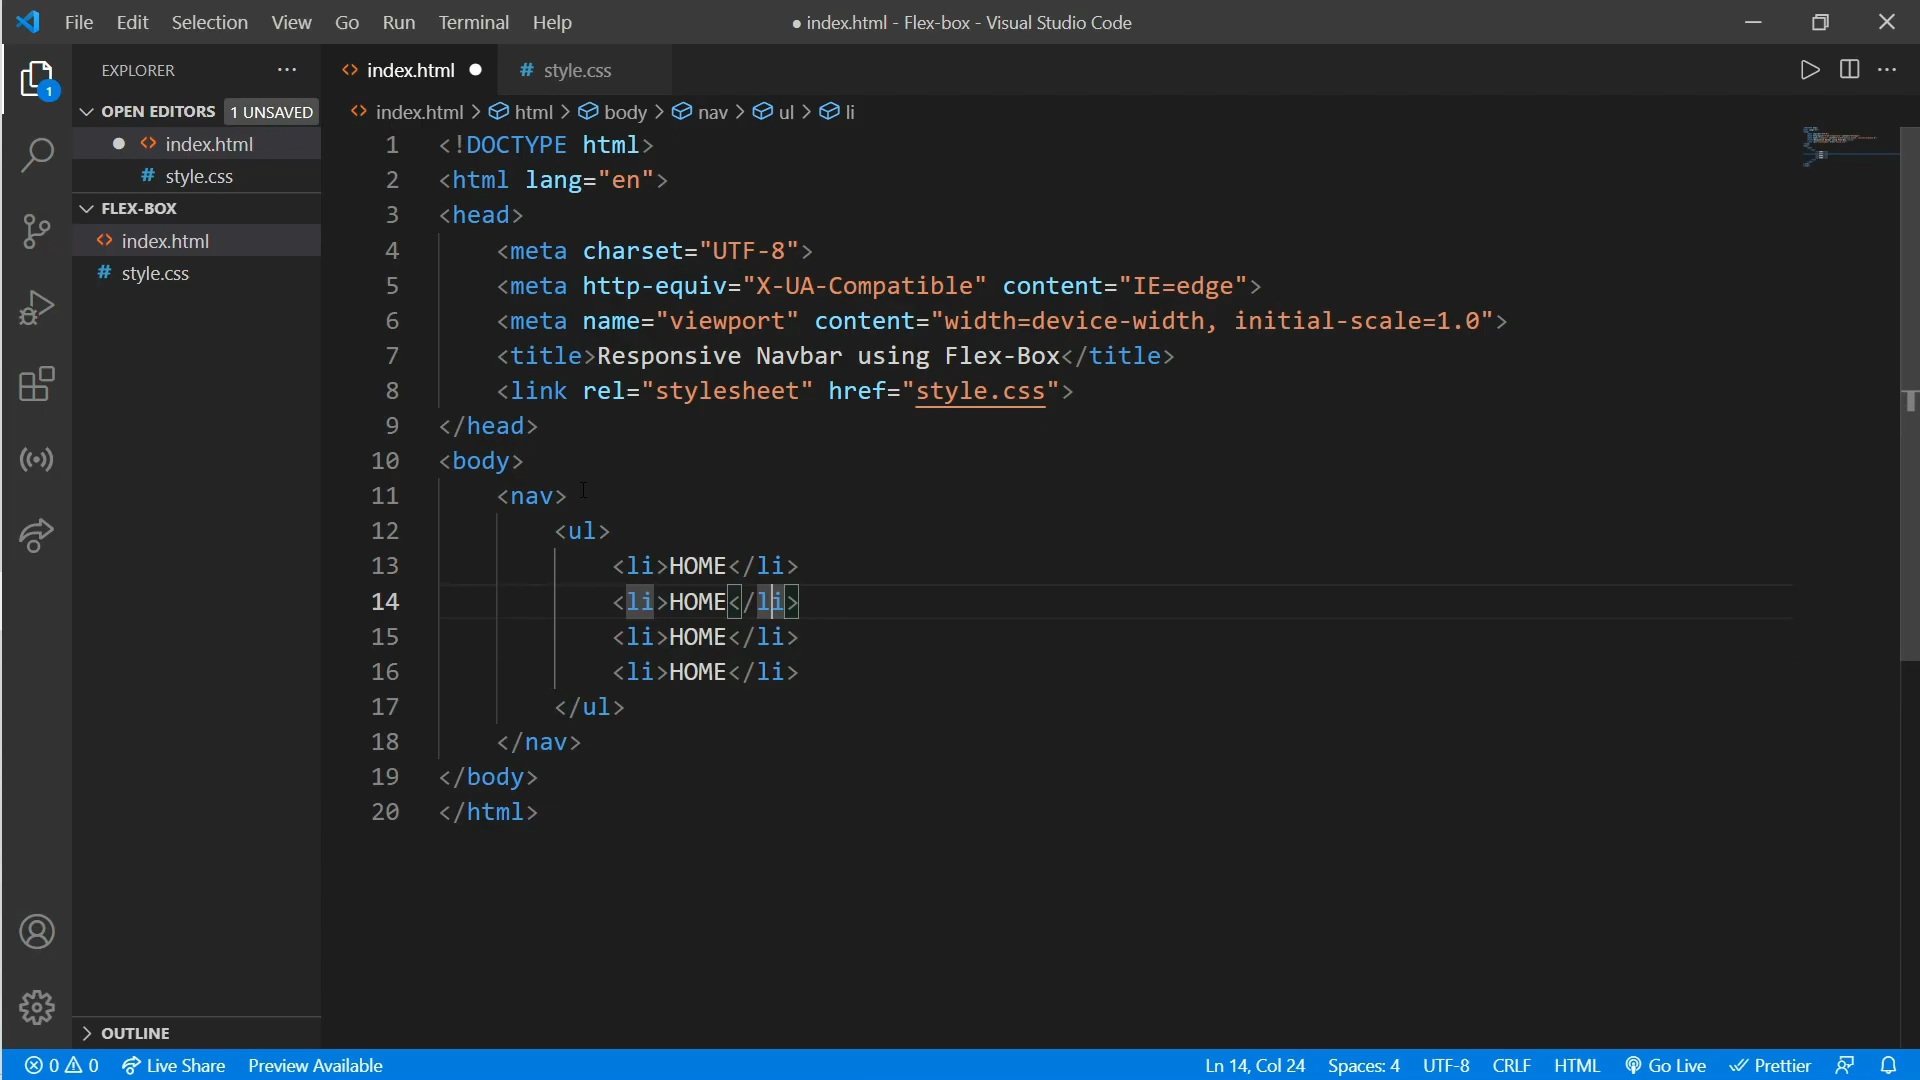 File Edit Selection View Go Run Terminal Help
● index.html - Flex-box - Visual Studio Code
EXPLORER
index.html
# style.css
1
OPEN EDITORS 1 UNSAVED
index.html
# style.css
FLEX-BOX
index.html
# style.css
index.html > html > body > nav > ul > li
1 <!DOCTYPE html>
2 <html lang="en">
3 <head>
4 <meta charset="UTF-8">
5 <meta http-equiv="X-UA-Compatible" content="IE=edge">
6 <meta name="viewport" content="width=device-width, initial-scale=1.0">
7 <title>Responsive Navbar using Flex-Box</title>
8 <link rel="stylesheet" href="style.css">
9 </head>
10 <body>
11 <nav>
12 <ul>
13 <li>HOME</li>
14 <li>HOME</li>
15 <li>HOME</li>
16 <li>HOME</li>
17 </ul>
18 </nav>
19 </body>
20 </html>
OUTLINE
0 0 Live Share Preview Available
Ln 14, Col 24 Spaces: 4 UTF-8 CRLF HTML Go Live Prettier